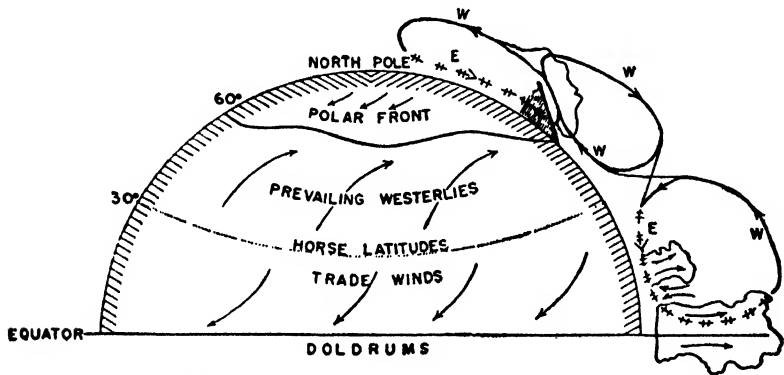 W
NORTH POLE
E
W
60°
POLAR FRONT
W
PREVAILING WESTERLIES
30°
HORSE LATITUDES
E
W
TRADE WINDS
EQUATOR
DOLDRUMS